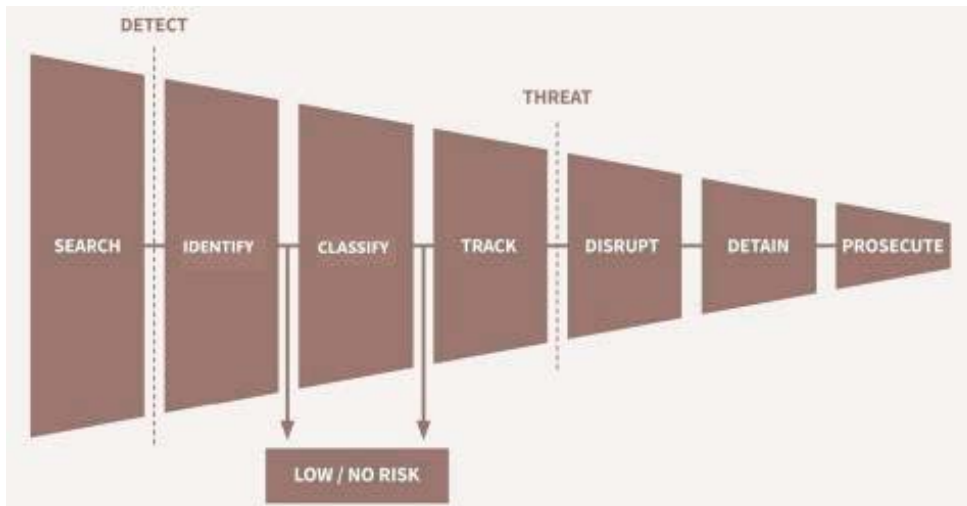 DETECT
THREAT
SEARCH
IDENTIFY
CLASSIFY
TRACK
DISRUPT
DETAIN
PROSECUTE
LOW / NO RISK